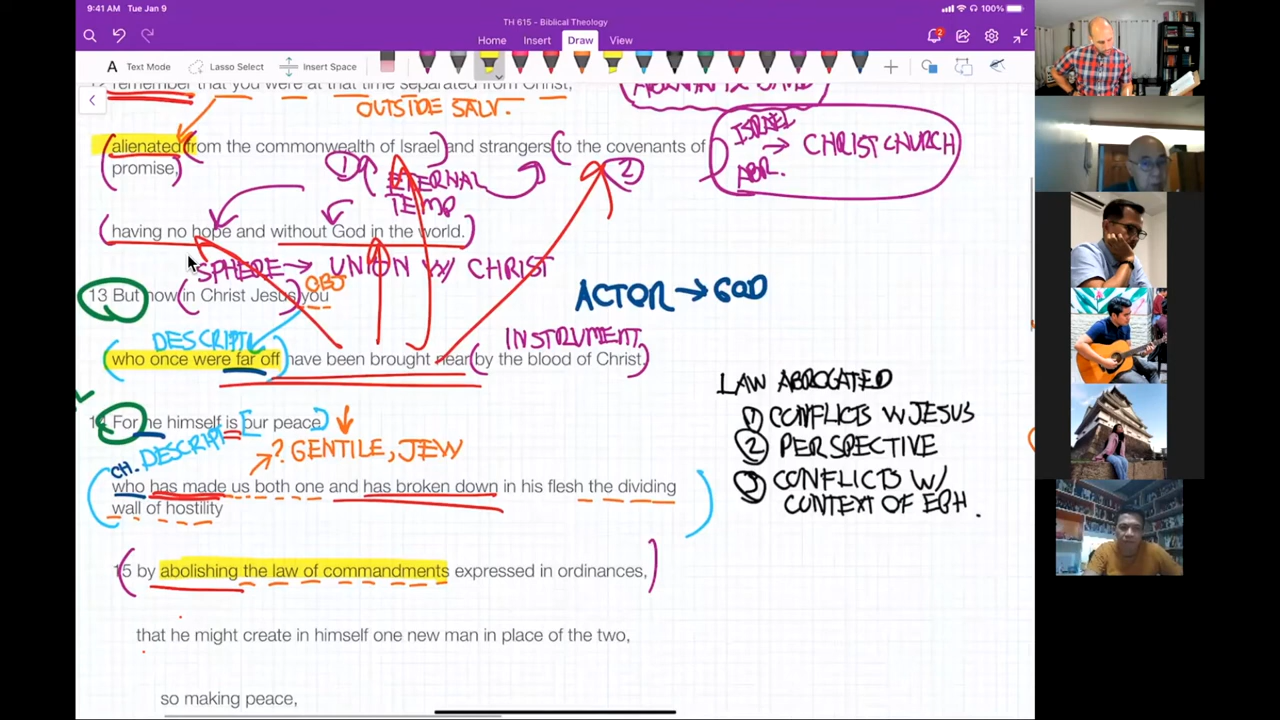 9:41 AM Tue Jan 9
100%
TH 615 - Biblical Theology
Home Insert Draw View
2
Text Mode Lasso Select Insert Space
12 remember that you were at that time separated from Christ,
OUTSIDE SALV.
alienated from the commonwealth of Israel and strangers to the covenants of
promise,
ISRAEL
ABR.
→ CHRIST CHURCH
1 ETERNAL 2
TEMP
having no hope and without God in the world.
SPHERE → UNION W/ CHRIST
OBJ
13 But now in Christ Jesus you
ACTOR → GOD
DESCRIPT INSTRUMENT
who once were far off have been brought near by the blood of Christ
LAW ABROGATED
1 CONFLICTS W JESUS
2 PERSPECTIVE
3 CONFLICTS W/
CONTEXT OF EPH.
14 For he himself is our peace
CH. DESCRIPT
? GENTILE, JEW
who has made us both one and has broken down in his flesh the dividing
wall of hostility
15 by abolishing the law of commandments expressed in ordinances,
that he might create in himself one new man in place of the two,
so making peace,